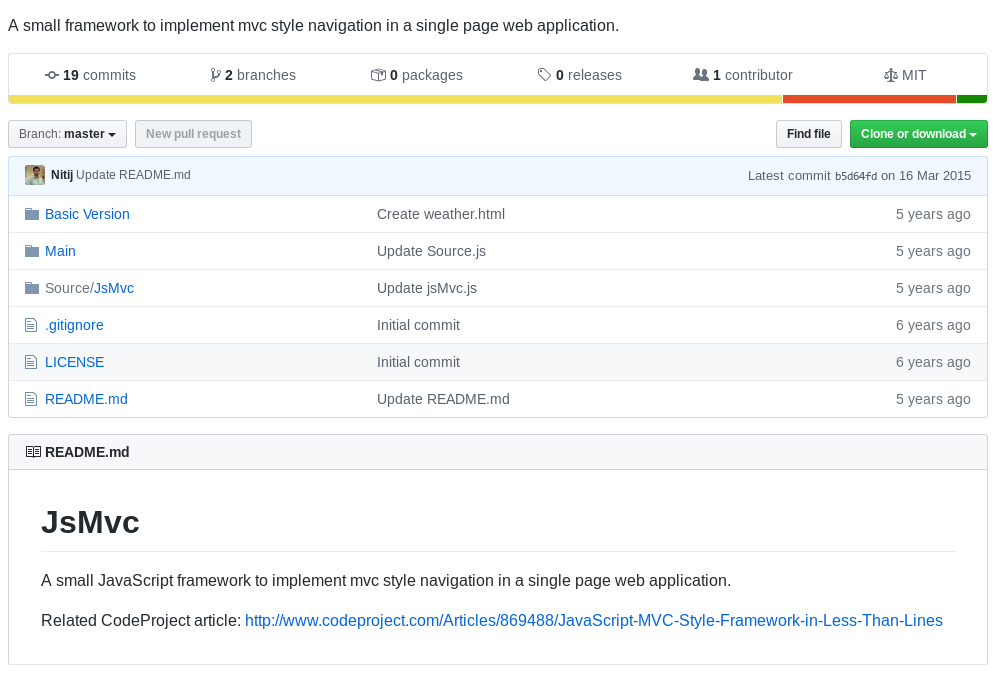 A small framework to implement mvc style navigation in a single page web application.
19 commits 2 branches 0 packages 0 releases 1 contributor MIT
Branch: master New pull request Find file Clone or download
Nitij Update README.md Latest commit b5d64fd on 16 Mar 2015
Basic Version Create weather.html 5 years ago
Main Update Source.js 5 years ago
Source/JsMvc Update jsMvc.js 5 years ago
.gitignore Initial commit 6 years ago
LICENSE Initial commit 6 years ago
README.md Update README.md 5 years ago
README.md
JsMvc
A small JavaScript framework to implement mvc style navigation in a single page web application.
Related CodeProject article: http://www.codeproject.com/Articles/869488/JavaScript-MVC-Style-Framework-in-Less-Than-Lines